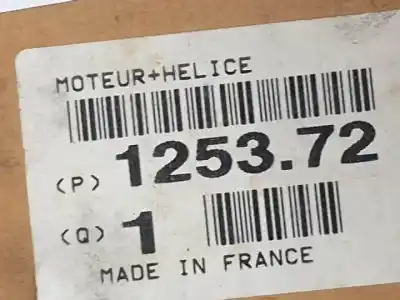 MOTEUR+HELICE
(P) 1253.72
(Q) 1
MADE IN FRANCE